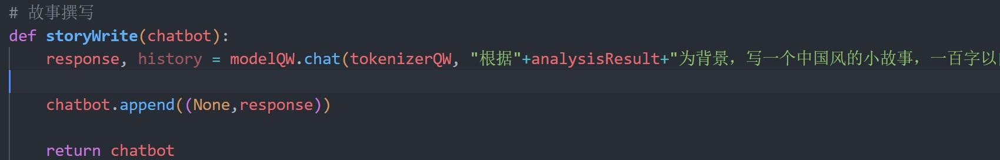 # 故事撰写
def storyWrite(chatbot):
response, history = modelQW.chat(tokenizerQW, "根据"+analysisResult+"为背景，写一个中国风的小故事，一百字以
chatbot.append((None,response))
return chatbot